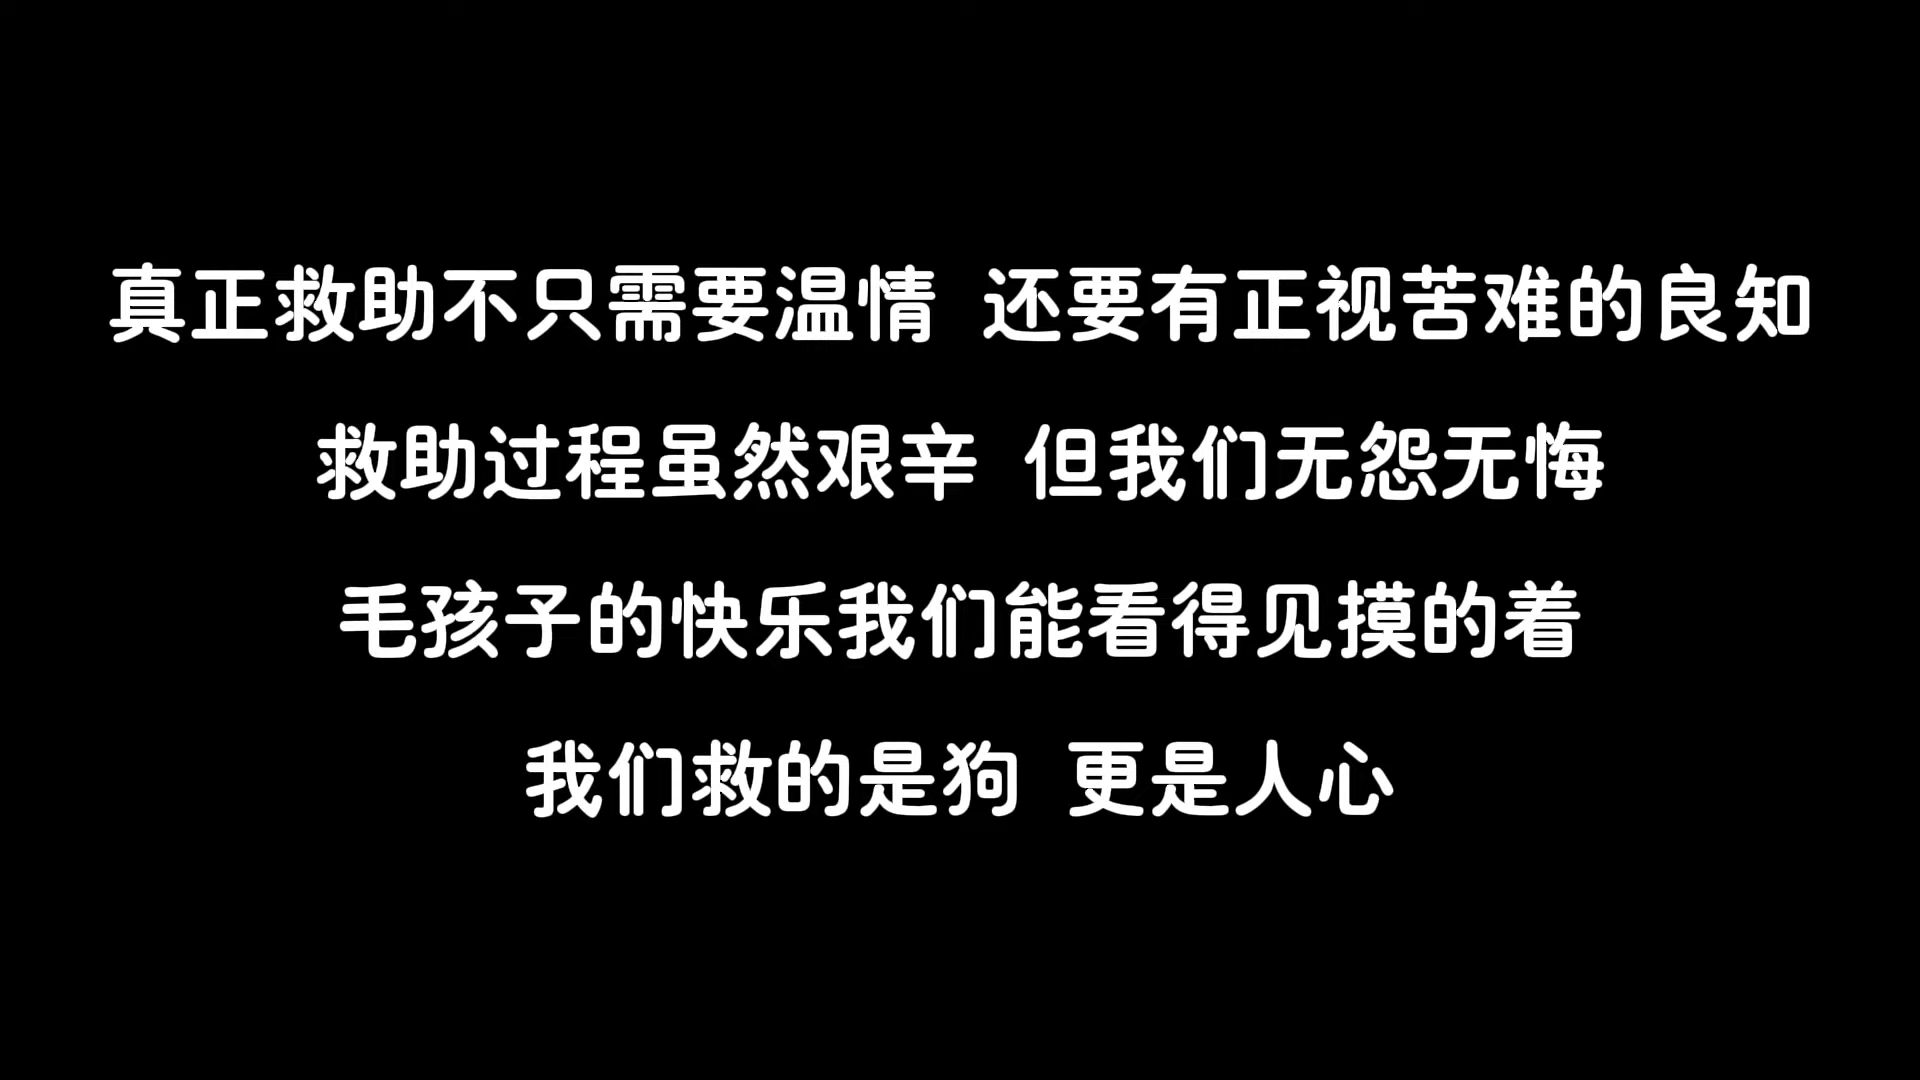 真正救助不只需要温情 还要有正视苦难的良知
救助过程虽然艰辛 但我们无怨无悔
毛孩子的快乐我们能看得见摸的着
我们救的是狗 更是人心